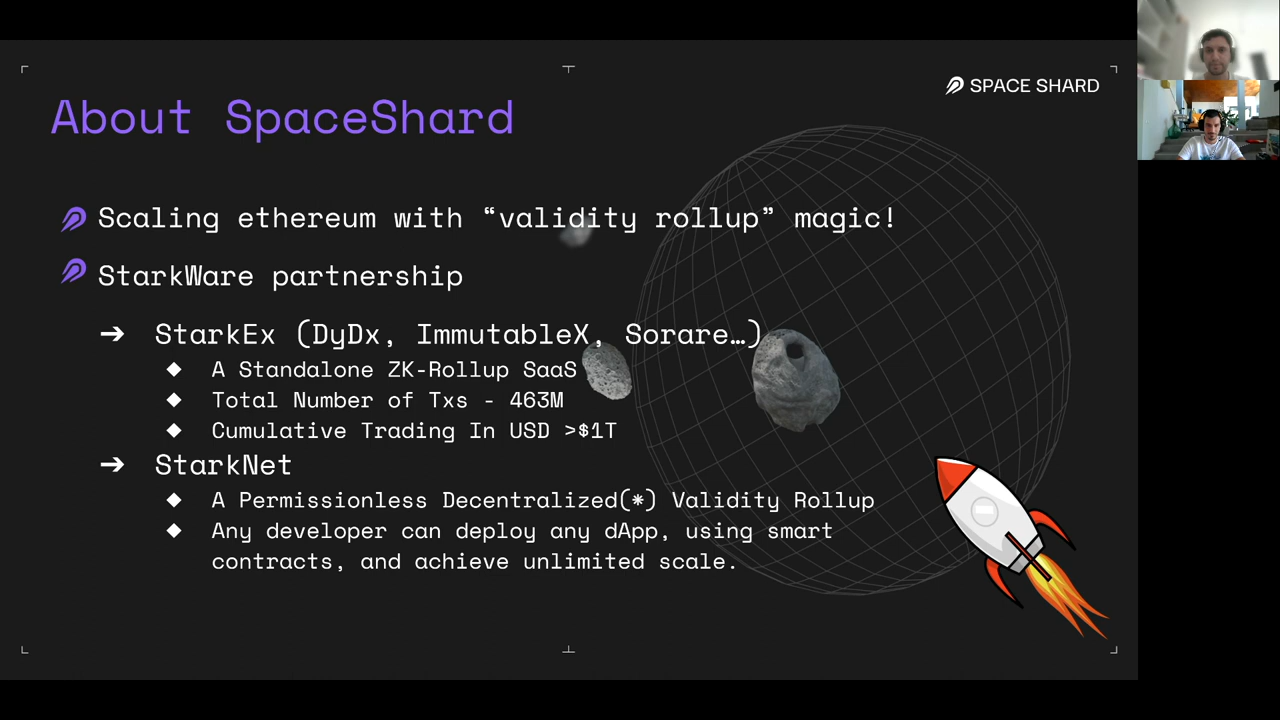 SPACE SHARD
About SpaceShard
Scaling ethereum with “validity rollup” magic!
StarkWare partnership
➔ StarkEx (DyDx, ImmutableX, Sorare…)
◆ A Standalone ZK-Rollup SaaS
◆ Total Number of Txs - 463M
◆ Cumulative Trading In USD >$1T
➔ StarkNet
◆ A Permissionless Decentralized(*) Validity Rollup
◆ Any developer can deploy any dApp, using smart
contracts, and achieve unlimited scale.